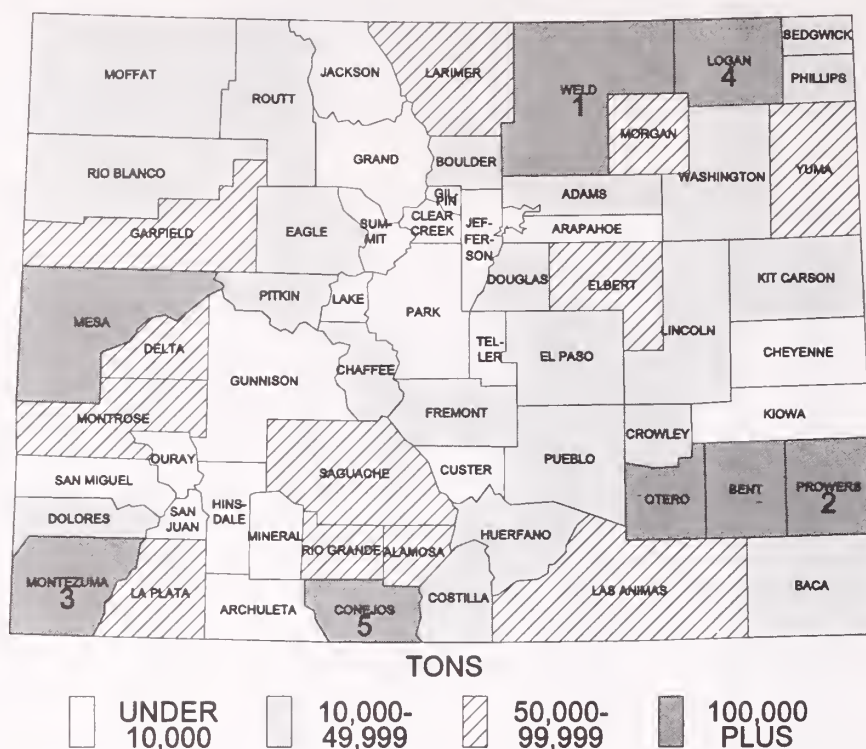 MOFFAT
ROUTT
JACKSON
LARIMER
WELD
1
LOGAN
4
SEDGWICK
PHILLIPS
RIO BLANCO
GRAND
BOULDER
MORGAN
WASHINGTON
YUMA
GARFIELD
EAGLE
SUM-
MIT
GIL-
PIN
CLEAR
CREEK
JEF-
FER-
SON
ADAMS
ARAPAHOE
MESA
PITKIN
LAKE
PARK
DOUGLAS
ELBERT
LINCOLN
KIT CARSON
DELTA
GUNNISON
CHAFFEE
TEL-
LER
EL PASO
CHEYENNE
MONTROSE
FREMONT
KIOWA
OURAY
SAN MIGUEL
SAGUACHE
CUSTER
PUEBLO
CROWLEY
OTERO
BENT
PROWERS
2
DOLORES
SAN
JUAN
HINS-
DALE
MINERAL
RIO GRANDE
ALAMOSA
HUERFANO
MONTEZUMA
3
LA PLATA
ARCHULETA
CONEJOS
5
COSTILLA
LAS ANIMAS
BACA
TONS
UNDER
10,000
10,000-
49,999
50,000-
99,999
100,000
PLUS